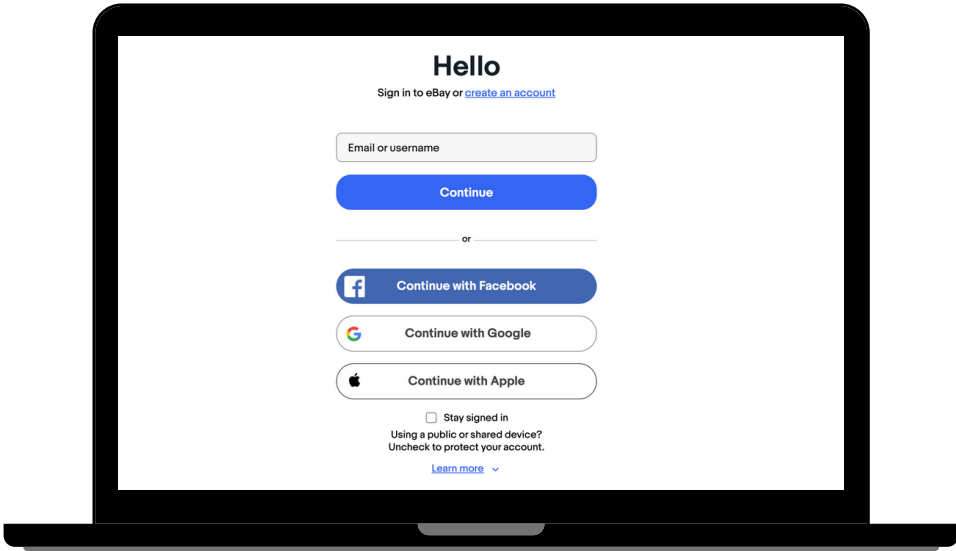 Hello
Sign in to eBay or create an account
Email or username
Continue
or
Continue with Facebook
Continue with Google
Continue with Apple
Stay signed in
Using a public or shared device?
Uncheck to protect your account.
Learn more